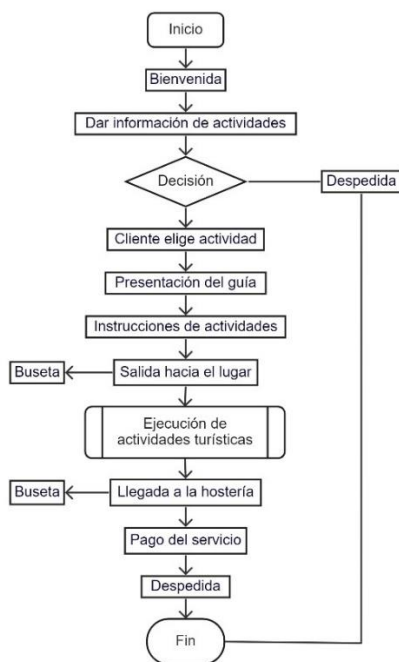 Inicio
Bienvenida
Dar información de actividades
Decisión
Despedida
Cliente elige actividad
Presentación del guía
Instrucciones de actividades
Buseta
Salida hacia el lugar
Ejecución de
actividades turísticas
Buseta
Llegada a la hostería
Pago del servicio
Despedida
Fin